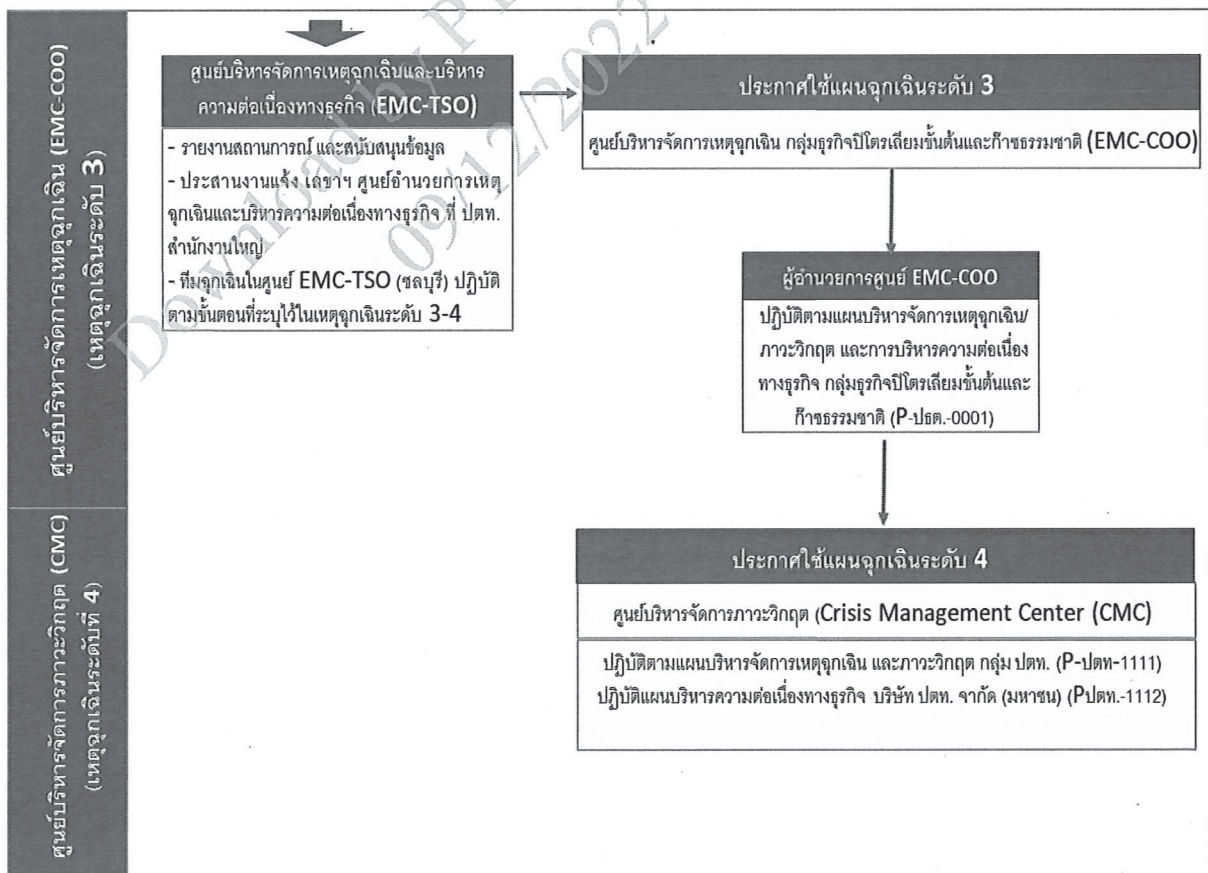 ศูนย์บริหารจัดการเหตุฉุกเฉิน (EMC-COO)
(เหตุฉุกเฉินระดับ 3)
ศูนย์บริหารจัดการเหตุฉุกเฉินและบริหาร
ความต่อเนื่องทางธุรกิจ (EMC-TSO)
- รายงานสถานการณ์ และสนับสนุนข้อมูล
- ประสานงานแจ้ง เลขาฯ ศูนย์อำนวยการเหตุ
ฉุกเฉินและบริหารความต่อเนื่องทางธุรกิจ ที่ ปตท.
สำนักงานใหญ่
- ทีมฉุกเฉินในศูนย์ EMC-TSO (ชลบุรี) ปฏิบัติ
ตามขั้นตอนที่ระบุไว้ในเหตุฉุกเฉินระดับ 3-4
ประกาศใช้แผนฉุกเฉินระดับ 3
ศูนย์บริหารจัดการเหตุฉุกเฉิน กลุ่มธุรกิจปิโตรเลียมขั้นต้นและก๊าซธรรมชาติ (EMC-COO)
ผู้อำนวยการศูนย์ EMC-COO
ปฏิบัติตามแผนบริหารจัดการเหตุฉุกเฉิน/
ภาวะวิกฤต และการบริหารความต่อเนื่อง
ทางธุรกิจ กลุ่มธุรกิจปิโตรเลียมขั้นต้นและ
ก๊าซธรรมชาติ (P-ปธต.-0001)
ศูนย์บริหารจัดการภาวะวิกฤต (CMC)
(เหตุฉุกเฉินระดับที่ 4)
ประกาศใช้แผนฉุกเฉินระดับ 4
ศูนย์บริหารจัดการภาวะวิกฤต (Crisis Management Center (CMC)
ปฏิบัติตามแผนบริหารจัดการเหตุฉุกเฉิน และภาวะวิกฤต กลุ่ม ปตท. (P-ปตท-1111)
ปฏิบัติแผนบริหารความต่อเนื่องทางธุรกิจ บริษัท ปตท. จำกัด (มหาชน) (Pปตท.-1112)
Download by P
09/12/2022